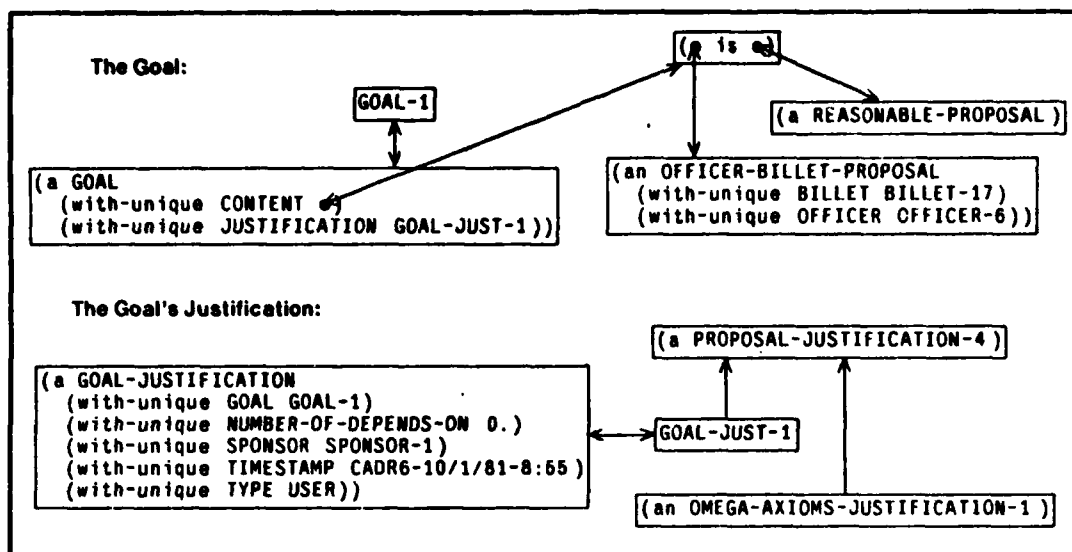 The Goal:
(● is ●)
GOAL-1
(a REASONABLE-PROPOSAL )
(a GOAL
(with-unique CONTENT ●)
(with-unique JUSTIFICATION GOAL-JUST-1))
(an OFFICER-BILLET-PROPOSAL
(with-unique BILLET BILLET-17)
(with-unique OFFICER CFFICER-6))
The Goal's Justification:
(a PROPOSAL-JUSTIFICATION-4 )
(a GOAL-JUSTIFICATION
(with-unique GOAL GOAL-1)
(with-unique NUMBER-OF-DEPENDS-ON 0.)
(with-unique SPONSOR SPONSOR-1)
(with-unique TIMESTAMP CADR6-10/1/81-8:55)
(with-unique TYPE USER))
GOAL-JUST-1
(an OMEGA-AXIOMS-JUSTIFICATION-1 )